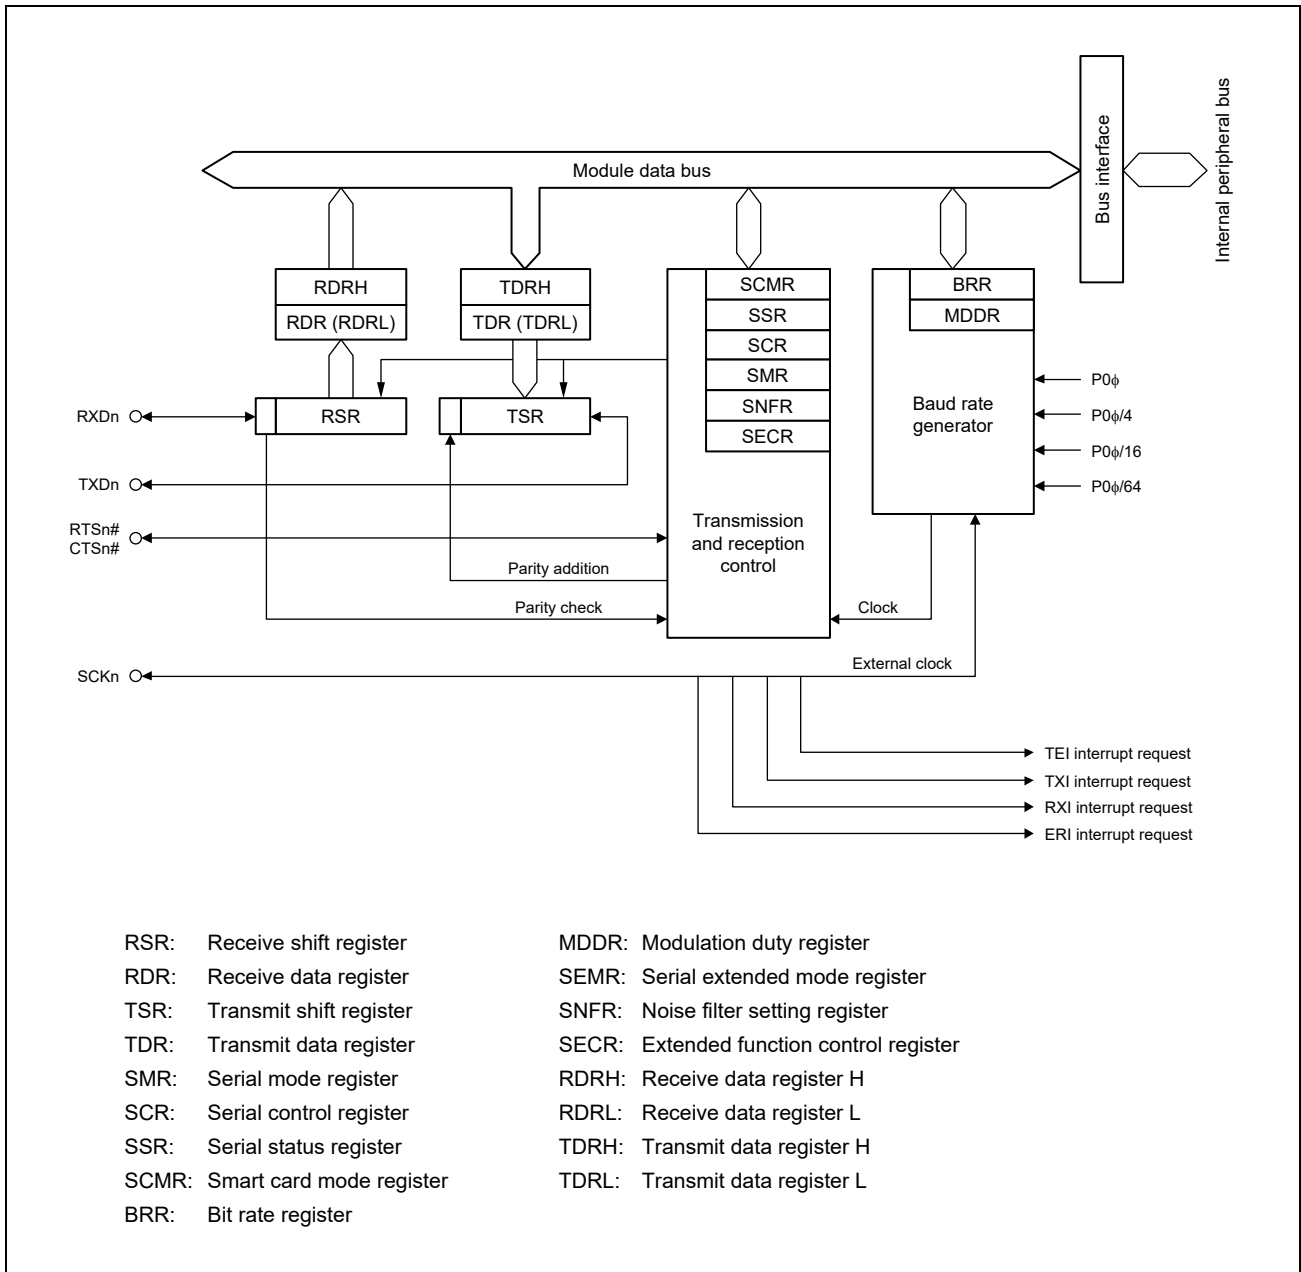 Module data bus
Bus interface
Internal peripheral bus
RDRH
RDR (RDRL)
TDRH
TDR (TDRL)
SCMR
SSR
SCR
SMR
SNFR
SECR
BRR
MDDR
RSR
TSR
Baud rate
generator
P0ϕ
P0ϕ/4
P0ϕ/16
P0ϕ/64
RXDn
TXDn
RTSn#
CTSn#
Transmission
and reception
control
Parity addition
Parity check
Clock
SCKn
External clock
TEI interrupt request
TXI interrupt request
RXI interrupt request
ERI interrupt request
RSR: Receive shift register
RDR: Receive data register
TSR: Transmit shift register
TDR: Transmit data register
SMR: Serial mode register
SCR: Serial control register
SSR: Serial status register
SCMR: Smart card mode register
BRR: Bit rate register
MDDR: Modulation duty register
SEMR: Serial extended mode register
SNFR: Noise filter setting register
SECR: Extended function control register
RDRH: Receive data register H
RDRL: Receive data register L
TDRH: Transmit data register H
TDRL: Transmit data register L